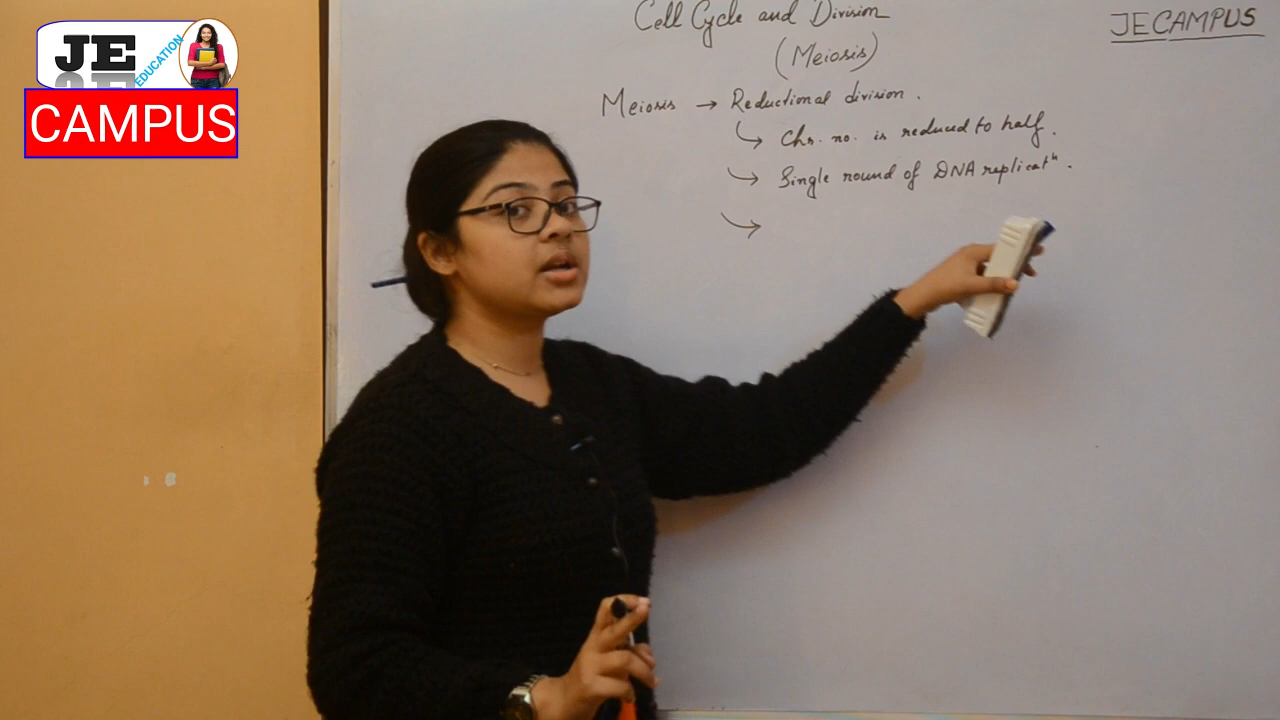 JE
EDUCATION
CAMPUS
Cell Cycle and Division
JECAMPUS
(Meiosis)
Meiosis → Reductional division.
↳ Chs. no. is reduced to half.
↳ Single round of DNA replicatⁿ.
↳